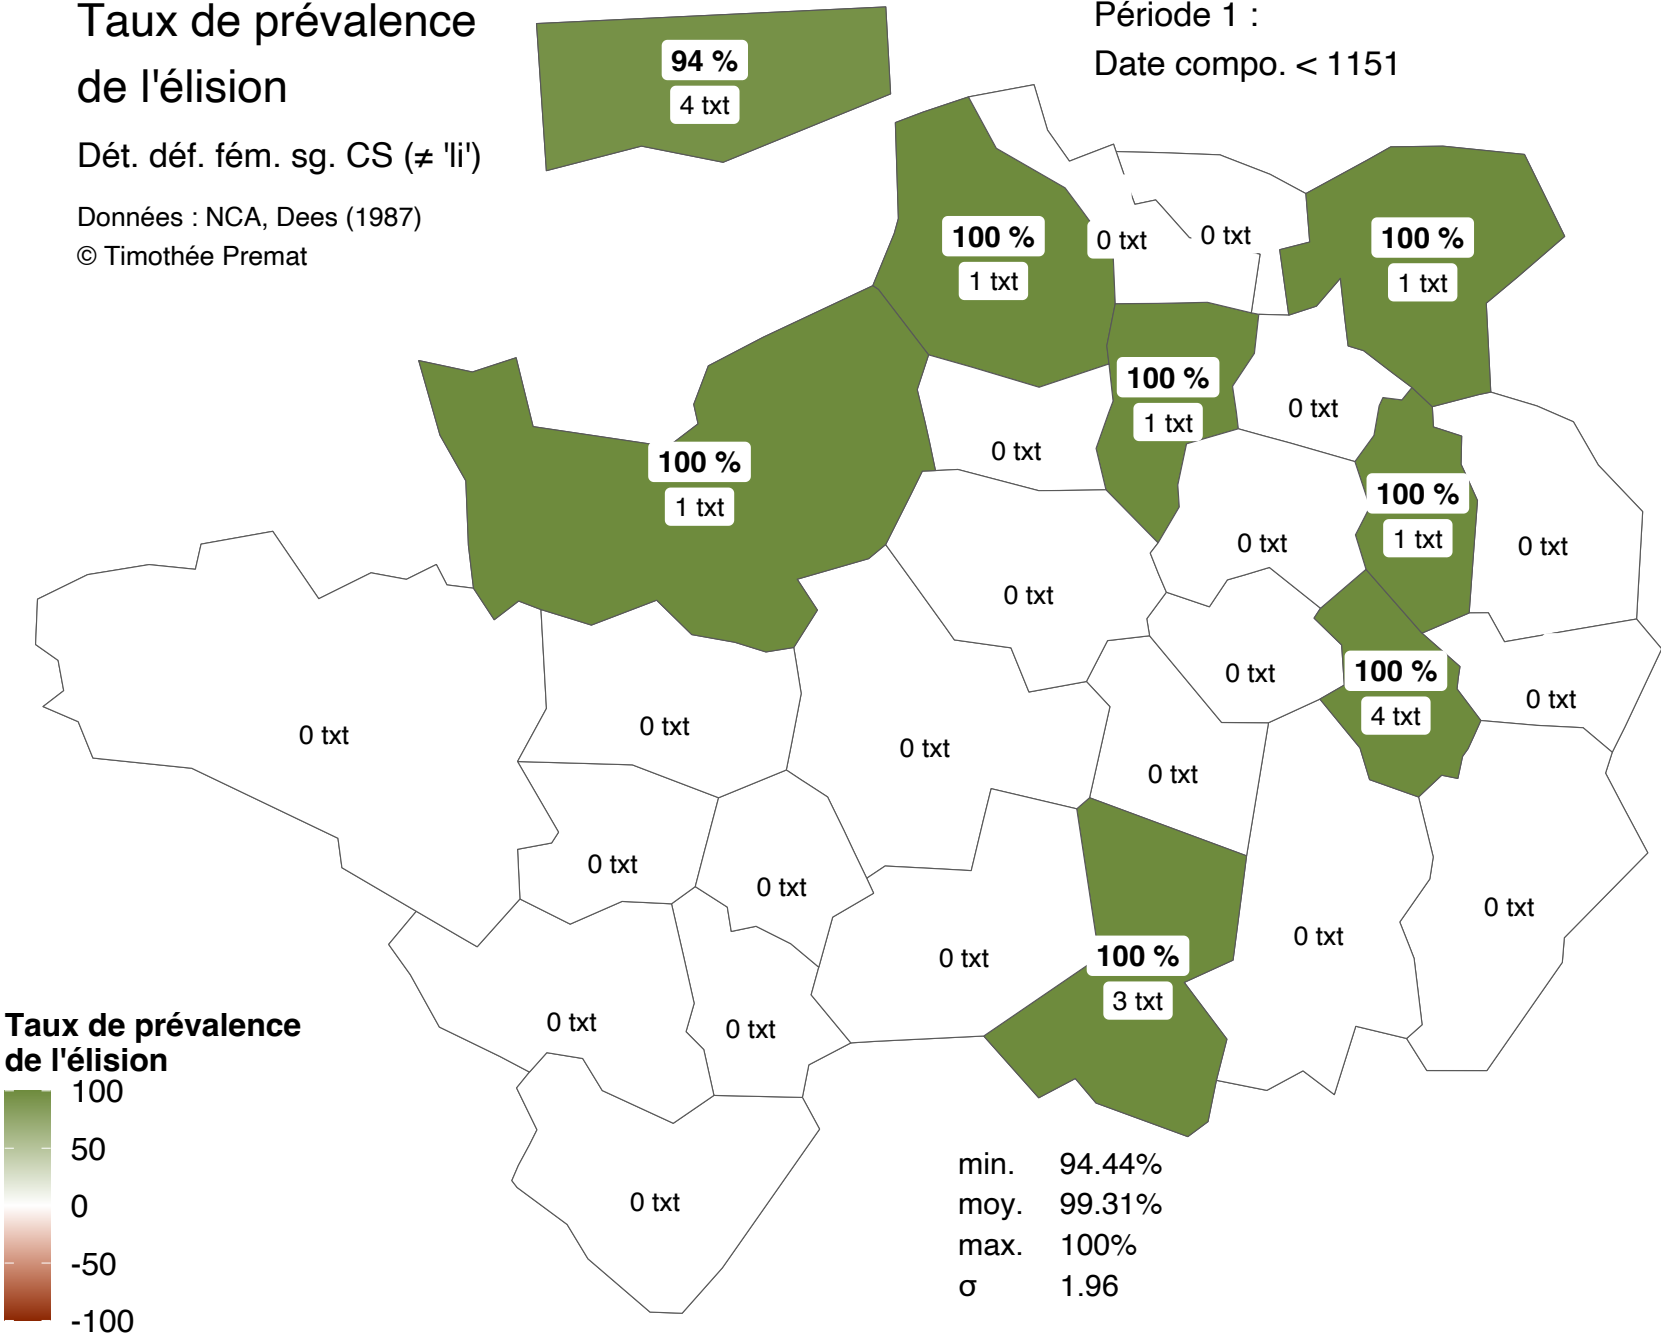 Taux de prévalence
de l'élision
Dét. déf. fém. sg. CS (≠ 'li')
Données : NCA, Dees (1987)
© Timothée Premat
Période 1 :
Date compo. < 1151
94 %
4 txt
100 %
1 txt
0 txt
0 txt
100 %
1 txt
100 %
1 txt
0 txt
0 txt
100 %
1 txt
100 %
1 txt
0 txt
0 txt
0 txt
0 txt
100 %
4 txt
0 txt
0 txt
0 txt
0 txt
0 txt
0 txt
0 txt
0 txt
0 txt
0 txt
0 txt
100 %
3 txt
0 txt
0 txt
0 txt
Taux de prévalence
de l'élision
100
50
0
-50
-100
min. 94.44%
moy. 99.31%
max. 100%
σ 1.96